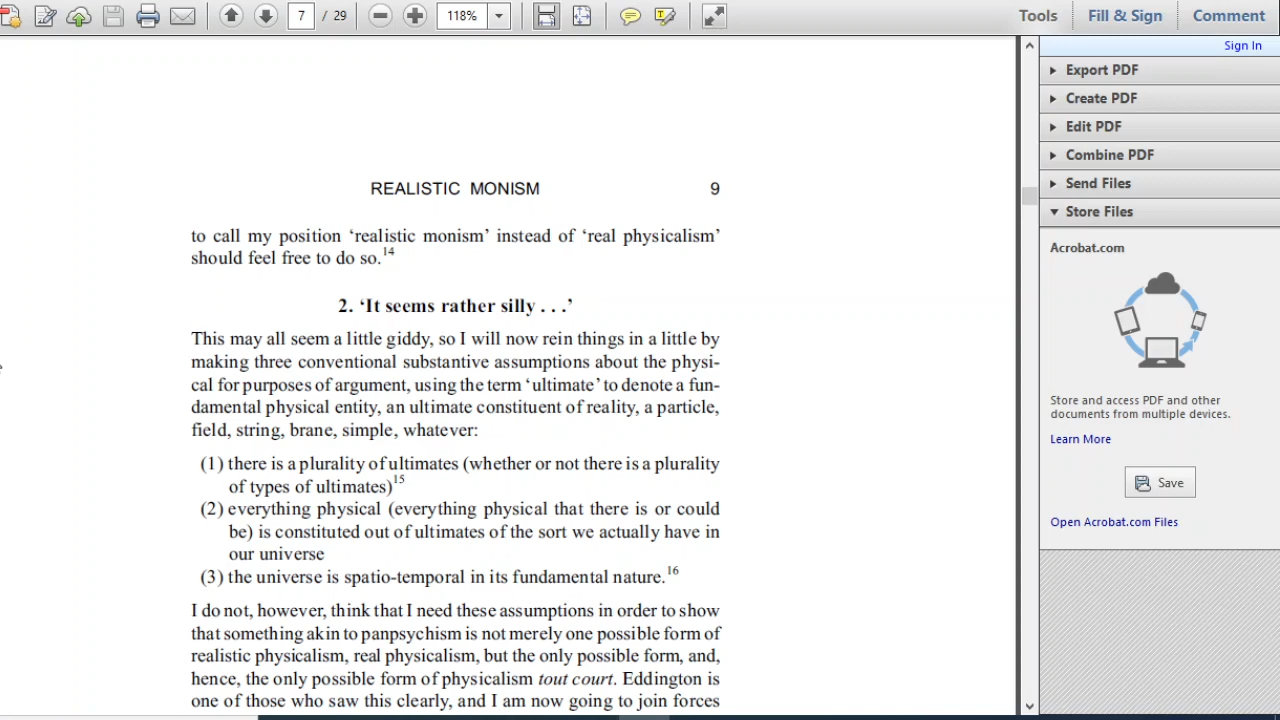 7 / 29
118%
Tools
Fill & Sign
Comment
Sign In
Export PDF
Create PDF
Edit PDF
Combine PDF
Send Files
Store Files
Acrobat.com
Store and access PDF and other
documents from multiple devices.
Learn More
Save
Open Acrobat.com Files
REALISTIC MONISM 9
to call my position ‘realistic monism’ instead of ‘real physicalism’
should feel free to do so.14
2. ‘It seems rather silly . . .’
This may all seem a little giddy, so I will now rein things in a little by
making three conventional substantive assumptions about the physi-
cal for purposes of argument, using the term ‘ultimate’ to denote a fun-
damental physical entity, an ultimate constituent of reality, a particle,
field, string, brane, simple, whatever:
(1) there is a plurality of ultimates (whether or not there is a plurality
of types of ultimates)15
(2) everything physical (everything physical that there is or could
be) is constituted out of ultimates of the sort we actually have in
our universe
(3) the universe is spatio-temporal in its fundamental nature.16
I do not, however, think that I need these assumptions in order to show
that something akin to panpsychism is not merely one possible form of
realistic physicalism, real physicalism, but the only possible form, and,
hence, the only possible form of physicalism tout court. Eddington is
one of those who saw this clearly, and I am now going to join forces